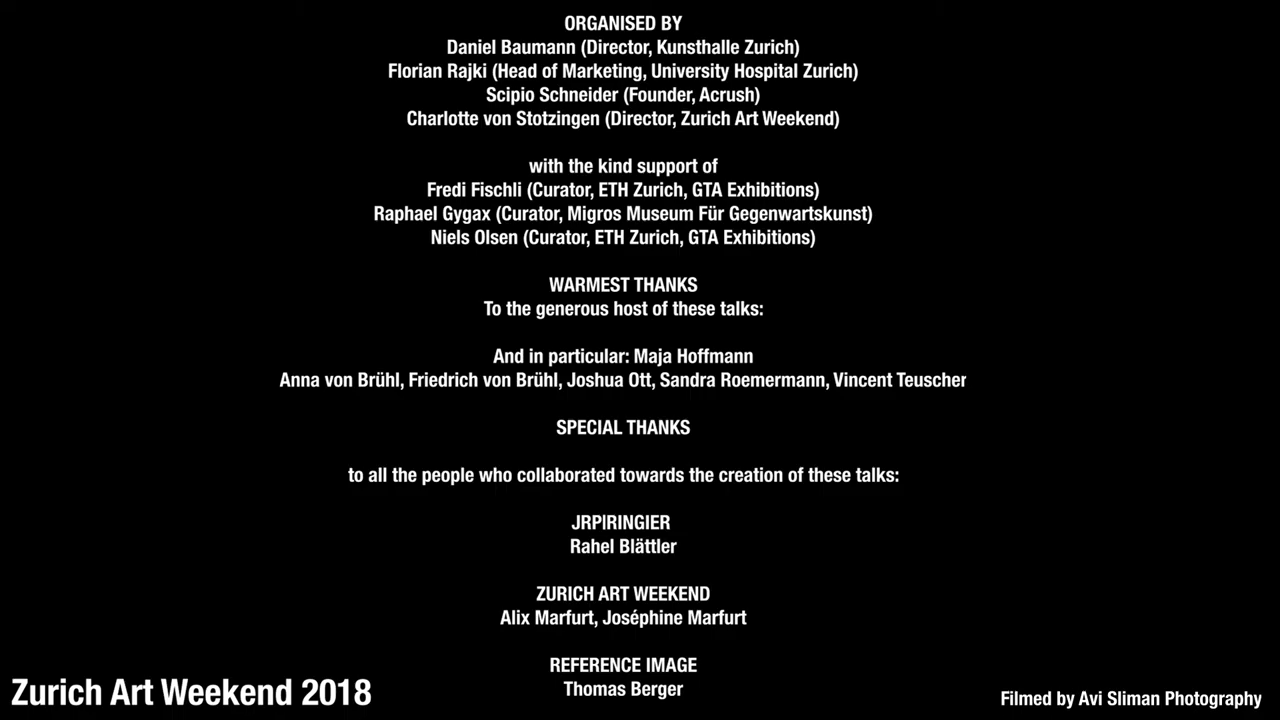 ORGANISED BY
Daniel Baumann (Director, Kunsthalle Zurich)
Florian Rajki (Head of Marketing, University Hospital Zurich)
Scipio Schneider (Founder, Acrush)
Charlotte von Stotzingen (Director, Zurich Art Weekend)
with the kind support of
Fredi Fischli (Curator, ETH Zurich, GTA Exhibitions)
Raphael Gygax (Curator, Migros Museum Für Gegenwartskunst)
Niels Olsen (Curator, ETH Zurich, GTA Exhibitions)
WARMEST THANKS
To the generous host of these talks:
And in particular: Maja Hoffmann
Anna von Brühl, Friedrich von Brühl, Joshua Ott, Sandra Roemermann, Vincent Teuscher
SPECIAL THANKS
to all the people who collaborated towards the creation of these talks:
JRP|RINGIER
Rahel Blättler
ZURICH ART WEEKEND
Alix Marfurt, Joséphine Marfurt
REFERENCE IMAGE
Thomas Berger
Zurich Art Weekend 2018
Filmed by Avi Sliman Photography